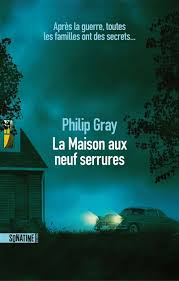 Après la guerre, toutes
les familles ont des secrets...
Philip Gray
La Maison aux
neuf serrures
SONATINE